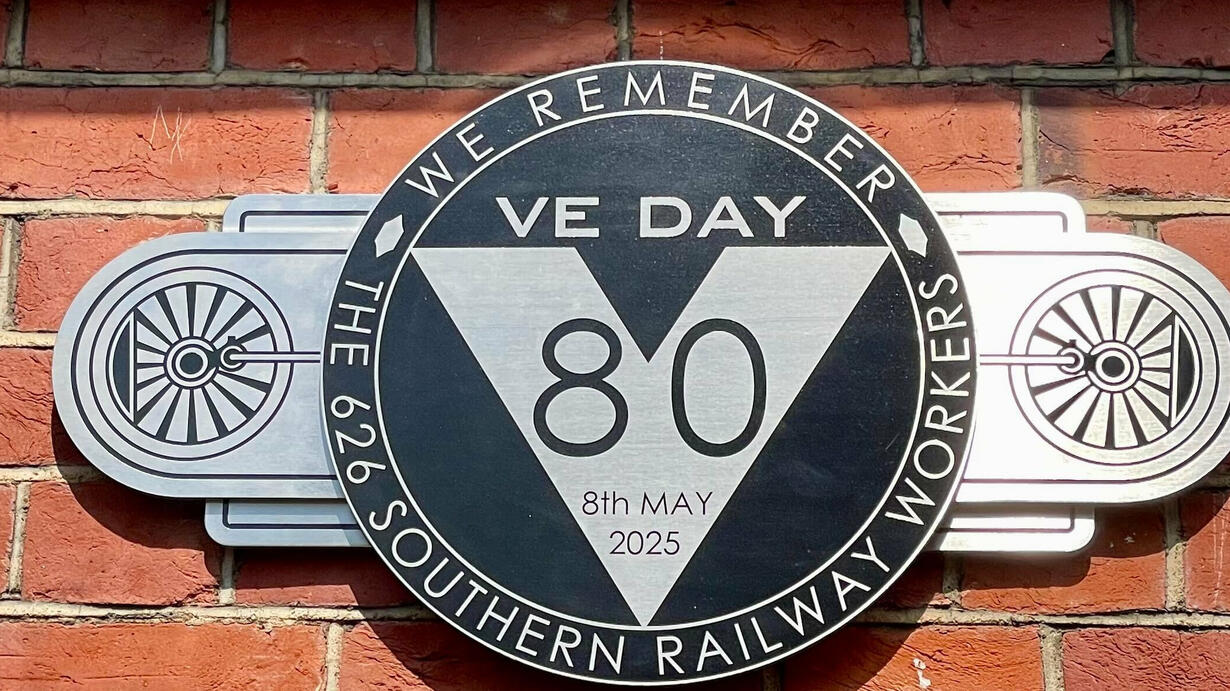 WE REMEMBER
VE DAY
80
8th MAY
2025
THE 626 SOUTHERN RAILWAY WORKERS